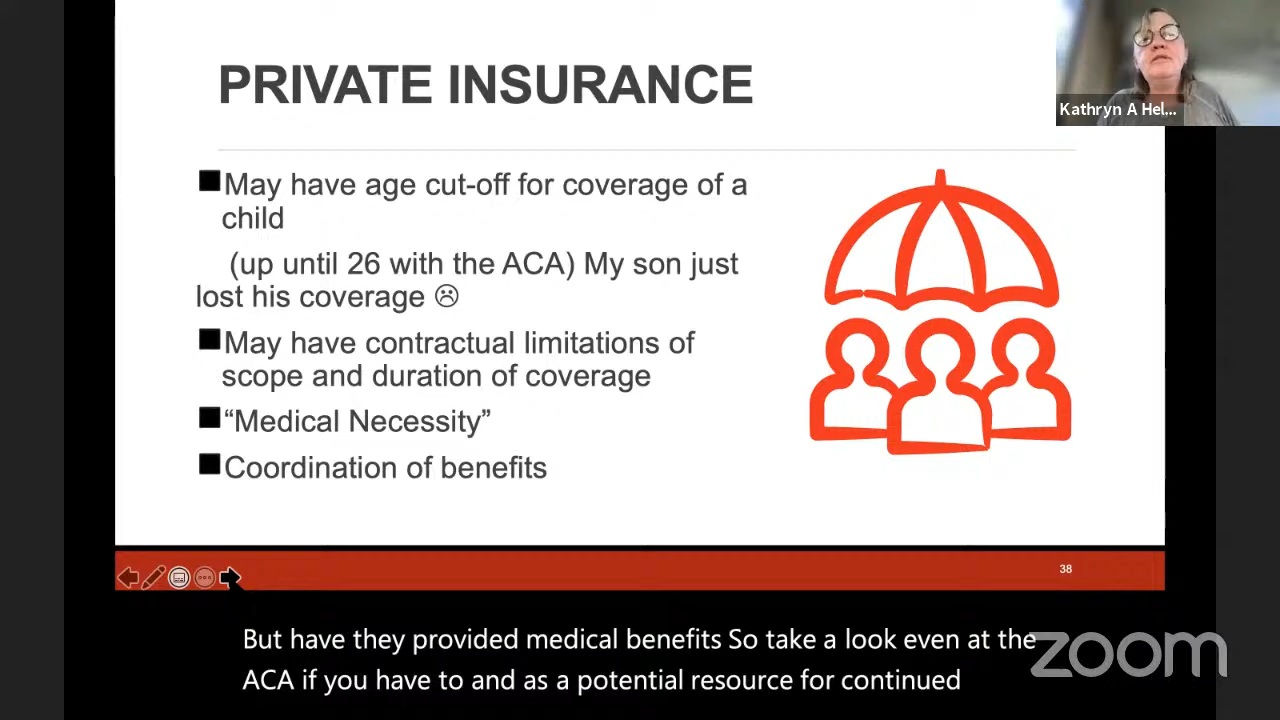 PRIVATE INSURANCE
Kathryn A Hel...
May have age cut-off for coverage of a
child
(up until 26 with the ACA) My son just
lost his coverage ☹
May have contractual limitations of
scope and duration of coverage
“Medical Necessity”
Coordination of benefits
38
But have they provided medical benefits So take a look even at the
ACA if you have to and as a potential resource for continued
zoom